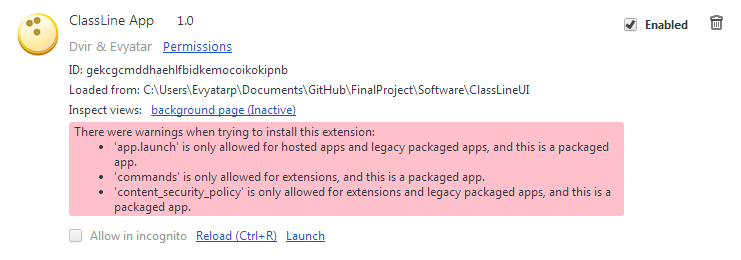 ClassLine App 1.0
Enabled
Dvir & Evyatar Permissions
ID: gekcgcmddhaehlfbidkemocoikokipnb
Loaded from: C:\Users\Evyatarp\Documents\GitHub\FinalProject\Software\ClassLineUI
Inspect views: background page (Inactive)
There were warnings when trying to install this extension:
• 'app.launch' is only allowed for hosted apps and legacy packaged apps, and this is a packaged
app.
• 'commands' is only allowed for extensions, and this is a packaged app.
• 'content_security_policy' is only allowed for extensions and legacy packaged apps, and this is a
packaged app.
Allow in incognito Reload (Ctrl+R) Launch